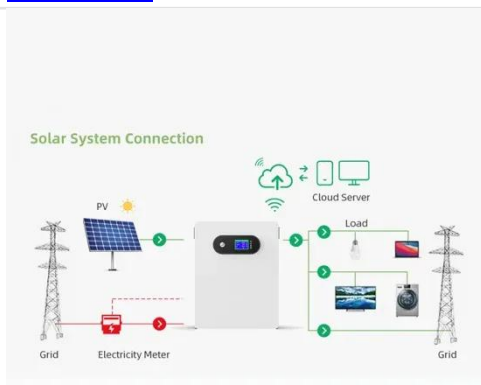 Solar System Connection
Cloud Server
PV
Load
Grid
Electricity Meter
Grid